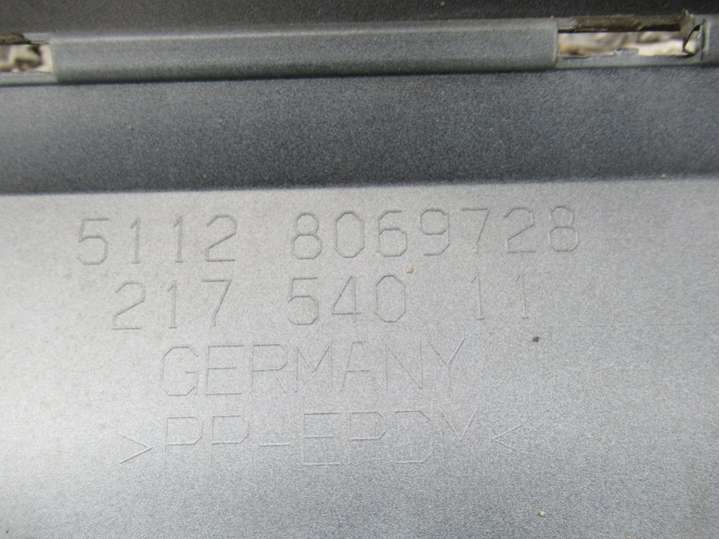 5112 8069728
217 540 11
GERMANY
>PP+EPDM<